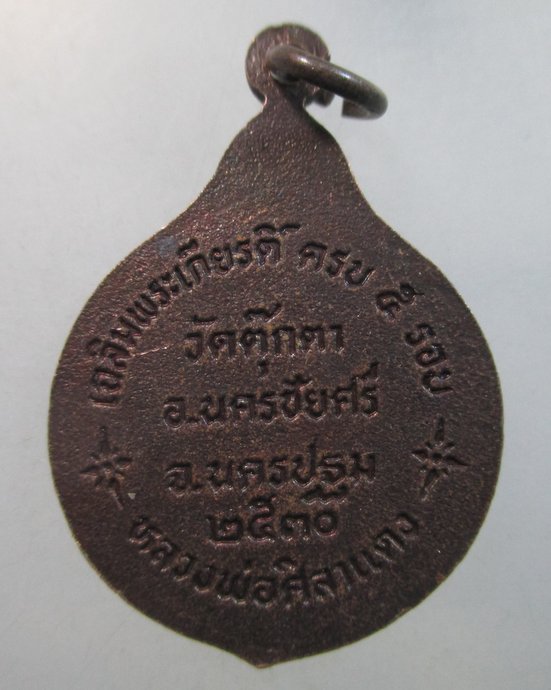 เฉลิมพระเกียรติ์ ครบ ๕ รอบ
วัดตุ๊กตา
อ.นครชัยศรี
จ.นครปฐม
๒๕๓๐
หลวงพ่อศิลาแดง